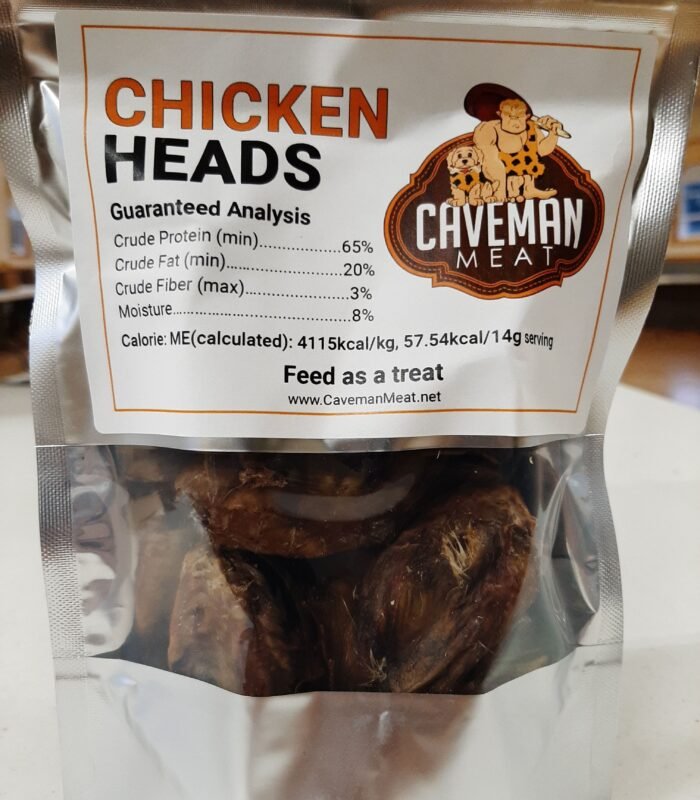 CHICKEN
HEADS
Guaranteed Analysis
Crude Protein (min)....................65%
Crude Fat (min)............................20%
Crude Fiber (max).........................3%
Moisture..........................................8%
Calorie: ME(calculated): 4115kcal/kg, 57.54kcal/14g serving
Feed as a treat
www.CavemanMeat.net
CAVEMAN
MEAT